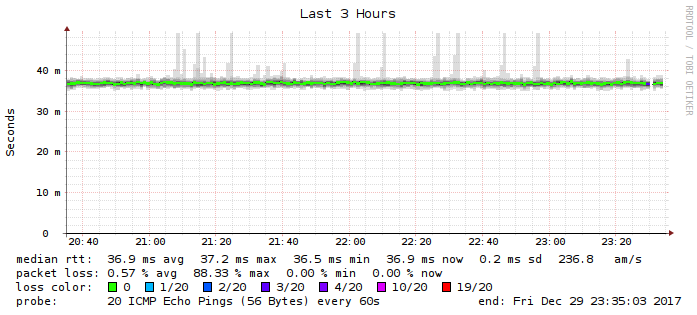 Last 3 Hours
RRDTOOL / TOBI OETIKER
Seconds
40 m
30 m
20 m
10 m
0
20:40 21:00 21:20 21:40 22:00 22:20 22:40 23:00 23:20
median rtt: 36.9 ms avg 37.2 ms max 36.5 ms min 36.9 ms now 0.2 ms sd 236.8 am/s
packet loss: 0.57 % avg 88.33 % max 0.00 % min 0.00 % now
loss color: 0 1/20 2/20 3/20 4/20 10/20 19/20
probe: 20 ICMP Echo Pings (56 Bytes) every 60s end: Fri Dec 29 23:35:03 2017